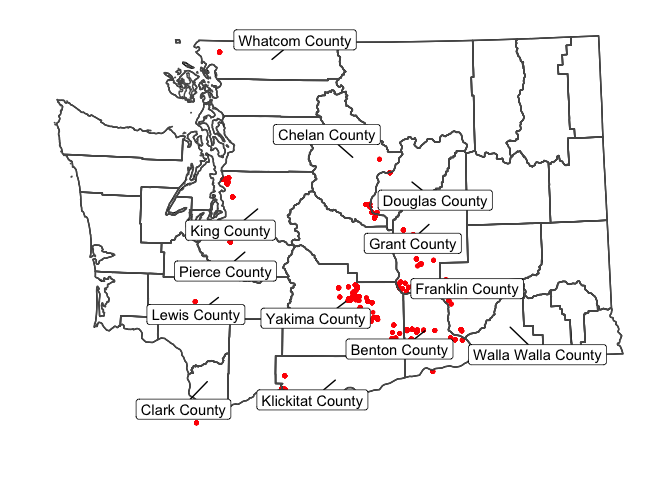 Whatcom County
Chelan County
Douglas County
King County
Grant County
Pierce County
Franklin County
Lewis County
Yakima County
Benton County
Walla Walla County
Klickitat County
Clark County